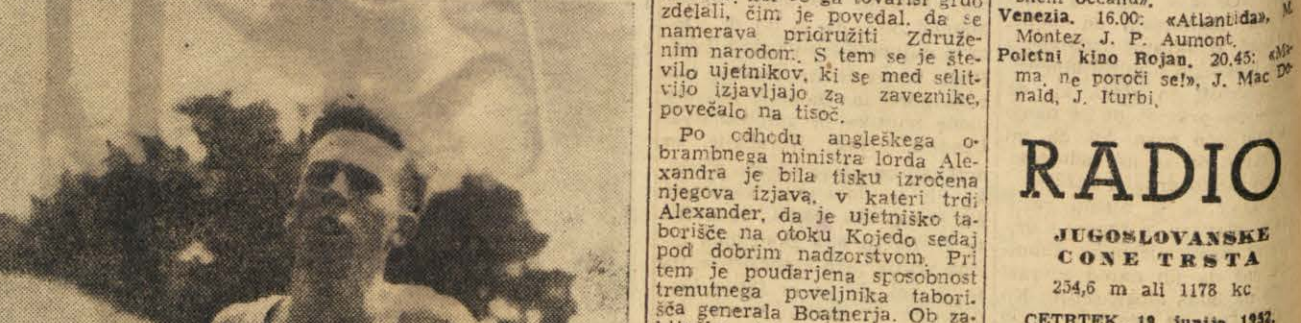 zdelali, čim je povedal, da se
namerava pridružiti Združe-
nim narodom. S tem se je šte-
vilo ujetnikov, ki se med selit-
vijo izjavljajo za zaveznike,
povečalo na tisoč.
Po odhodu angleškega o-
brambnega ministra lorda Ale-
xandra je bila tisku izročena
njegova izjava, v kateri trdi
Alexander, da je ujetniško ta-
borišče na otoku Kojedo sedaj
pod dobrim nadzorstvom. Pri
tem je poudarjena sposobnost
trenutnega poveljnika tabori-
šča generala Boatnerja. Ob za-
Venezia. 16.00: «Atlantida», M.
Montez, J. P. Aumont.
Poletni kino Rojan. 20.45: «Ma-
ma, ne poroči se!», J. Mac Do-
nald, J. Iturbi.
RADIO
JUGOSLOVANSKE
CONE TRSTA
254,6 m ali 1178 kc
CETRTEK, 19. junija 1952.